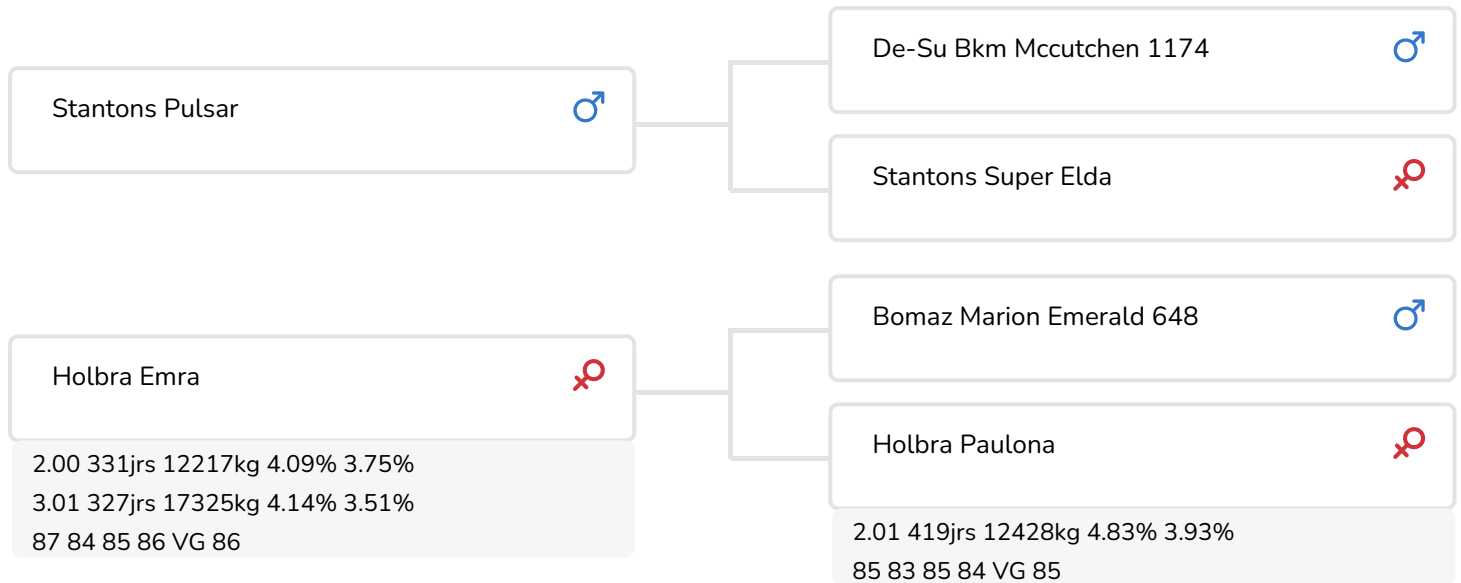 Stantons Pulsar
De-Su Bkm Mccutchen 1174
Stantons Super Elda
Holbra Emra
2.00 331jrs 12217kg 4.09% 3.75%
3.01 327jrs 17325kg 4.14% 3.51%
87 84 85 86 VG 86
Bomaz Marion Emerald 648
Holbra Paulona
2.01 419jrs 12428kg 4.83% 3.93%
85 83 85 84 VG 85